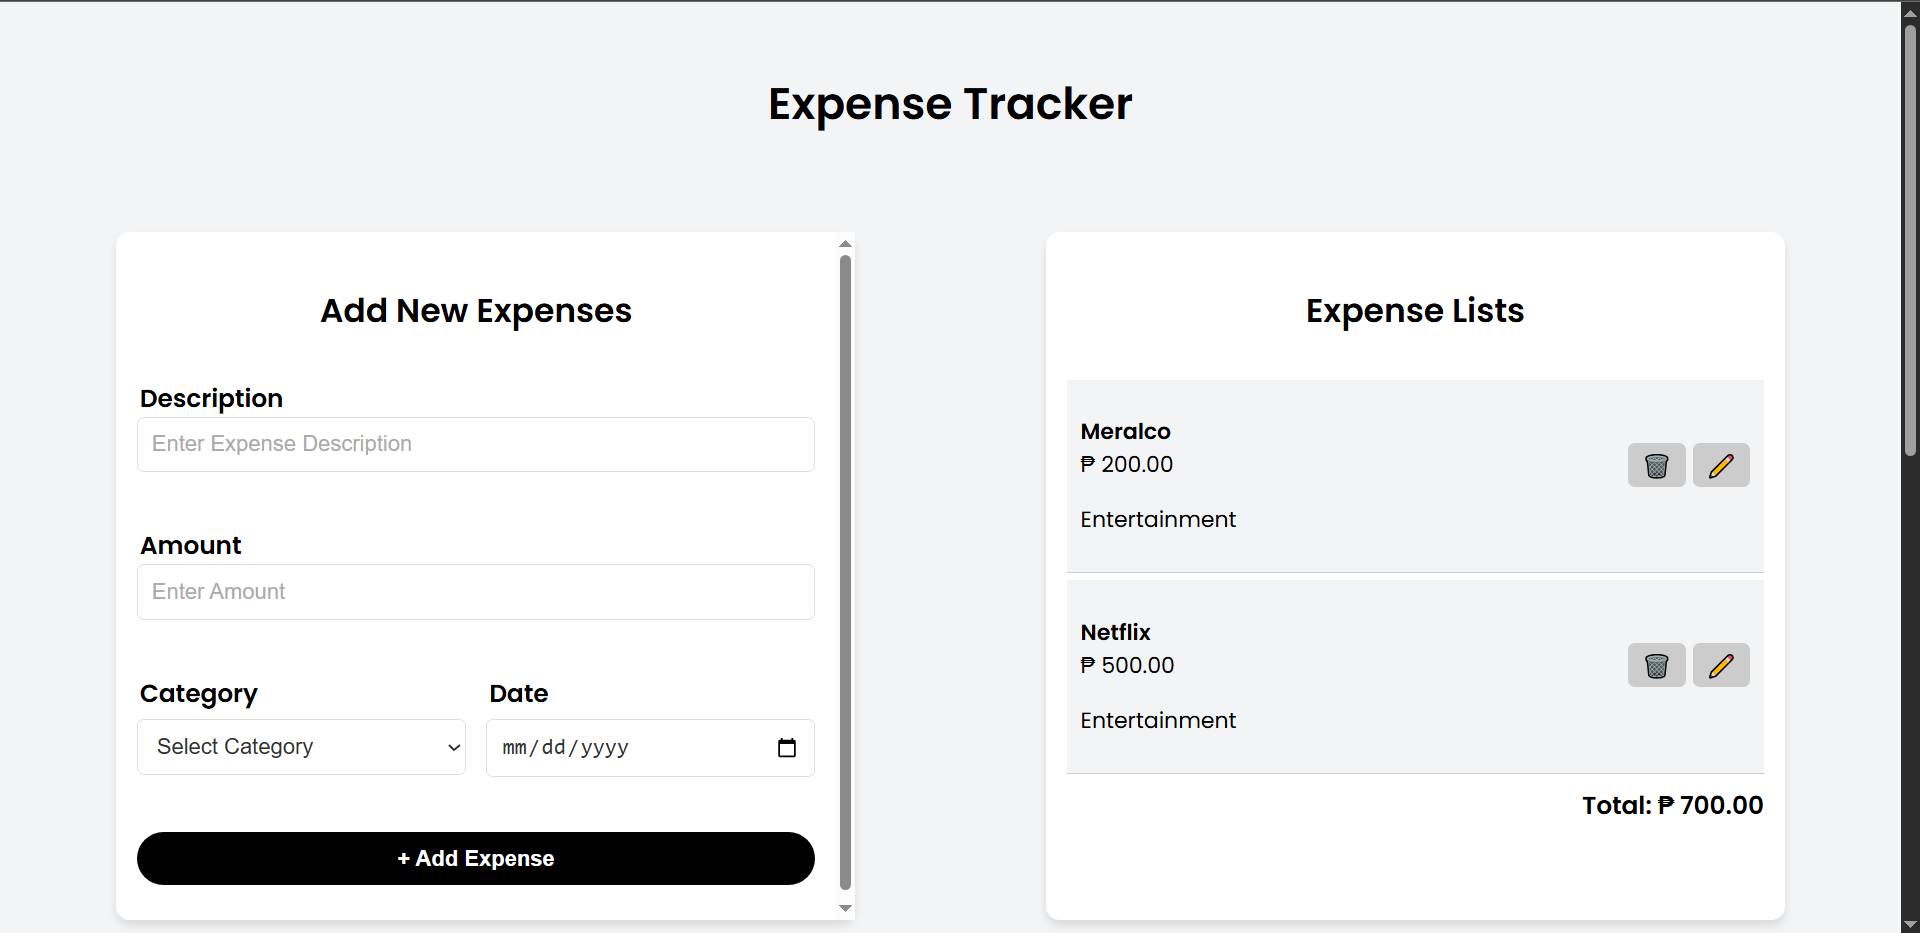 Expense Tracker
Add New Expenses
Description
Enter Expense Description
Amount
Enter Amount
Category
Date
Select Category
mm/dd/yyyy
+ Add Expense
Expense Lists
Meralco
₱ 200.00
Entertainment
Netflix
₱ 500.00
Entertainment
Total: ₱ 700.00